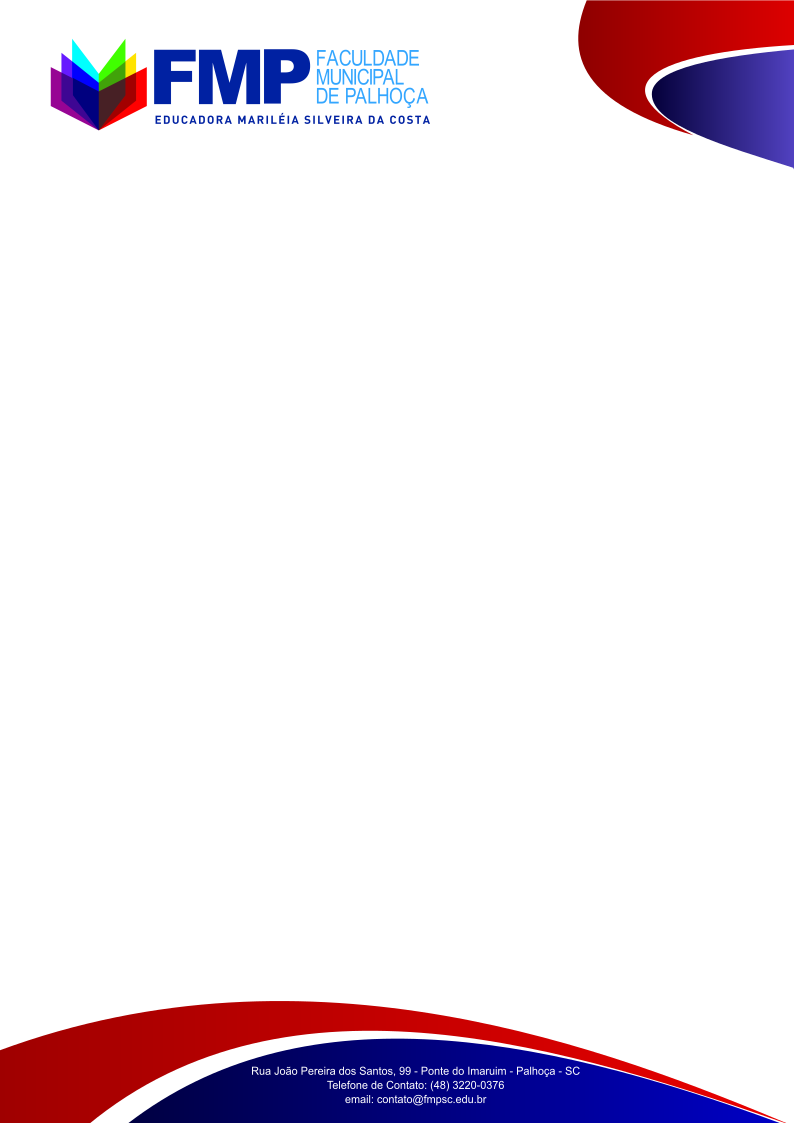 FMP
FACULDADE
MUNICIPAL
DE PALHOÇA
EDUCADORA MARILÉIA SILVEIRA DA COSTA
Rua João Pereira dos Santos, 99 - Ponte do Imaruim - Palhoça - SC
Telefone de Contato: (48) 3220-0376
email: contato@fmpsc.edu.br